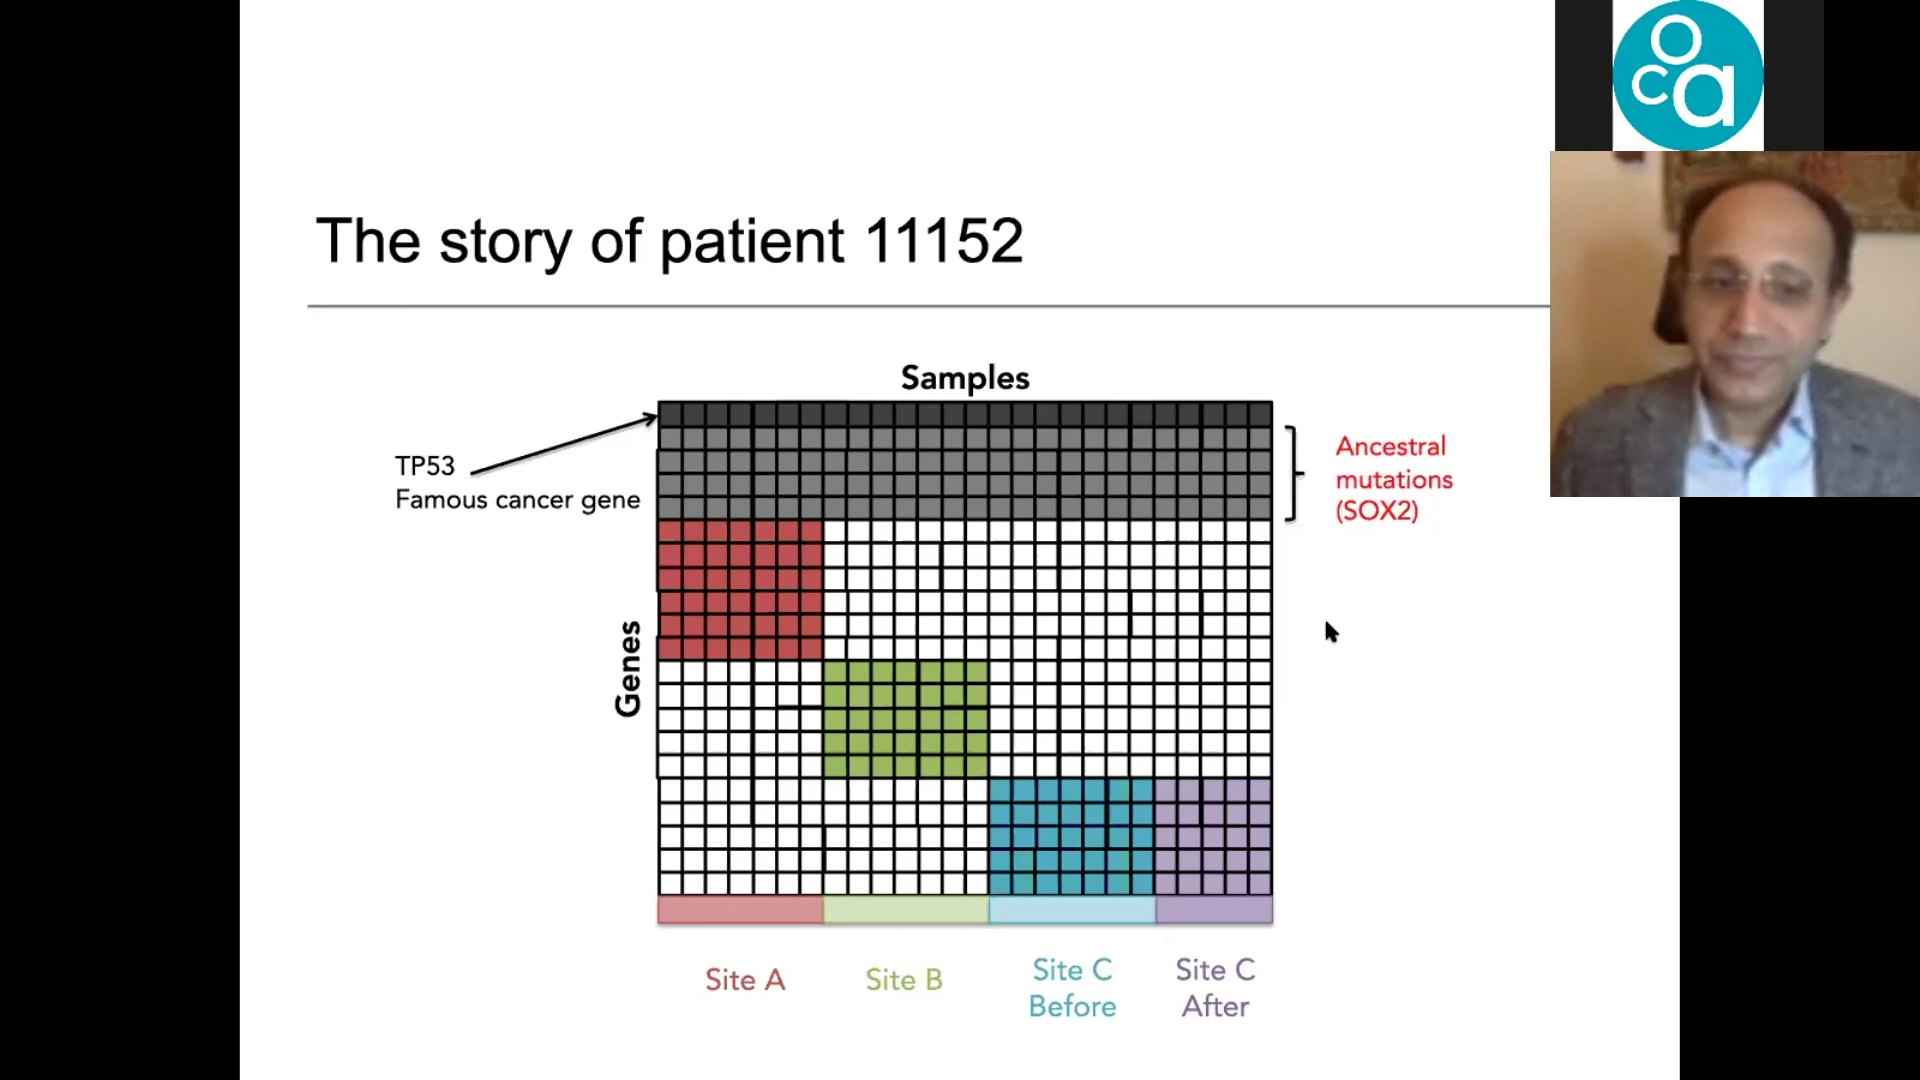 oca
The story of patient 11152
Samples
TP53
Famous cancer gene
Ancestral
mutations
(SOX2)
Genes
Site A
Site B
Site C
Before
Site C
After